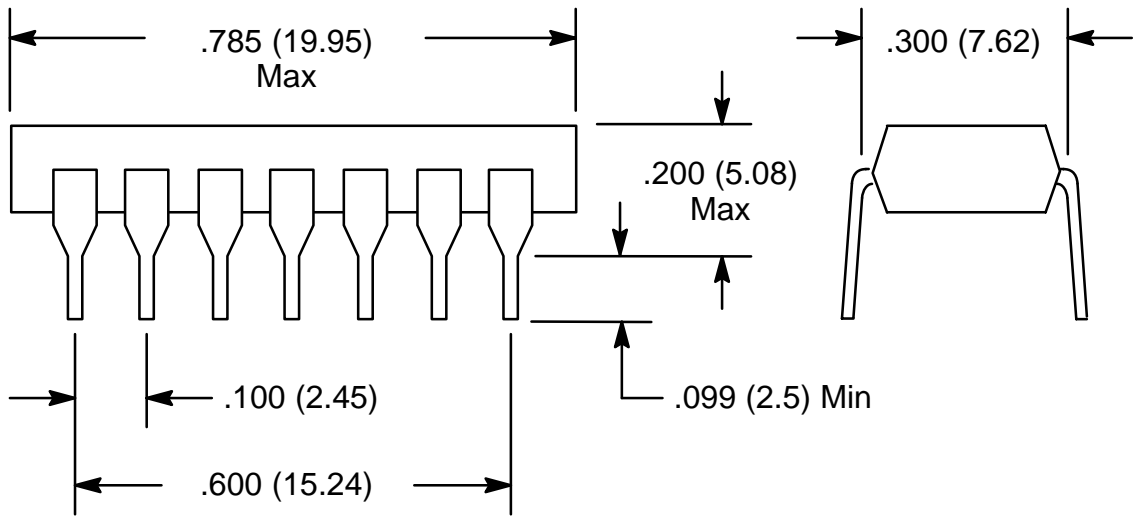 .785 (19.95)
Max
.300 (7.62)
.200 (5.08)
Max
.100 (2.45)
.099 (2.5) Min
.600 (15.24)